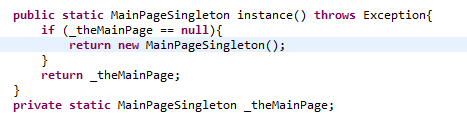 public static MainPageSingleton instance() throws Exception{
if (_theMainPage == null){
return new MainPageSingleton();
}
return _theMainPage;
}
private static MainPageSingleton _theMainPage;